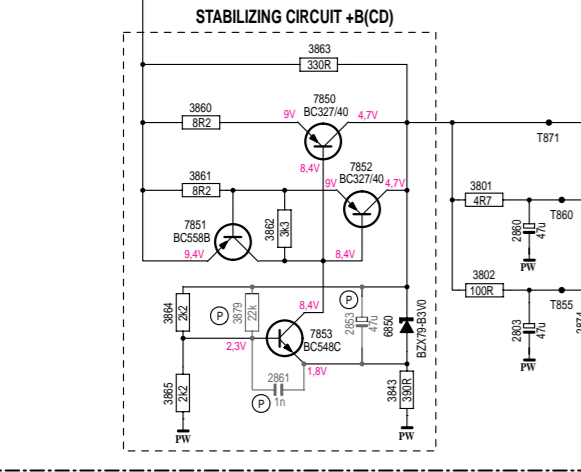 STABILIZING CIRCUIT +B(CD)
3863
330R
3860
8R2
9V
7850
BC327/40
4,7V
T871
8,4V
3861
8R2
9V
7852
BC327/40
4,7V
3801
4R7
T860
7851
BC558B
3862
3k3
2860
47u
9,4V
8,4V
PW
3802
100R
T855
3864
2k2
P
3879
22k
8,4V
P
2853
47u
6850
BZX79-B3V0
2803
47u
2874
7853
BC548C
2,3V
1,8V
PW
3865
2k2
P
2861
1n
3843
390R
PW
PW